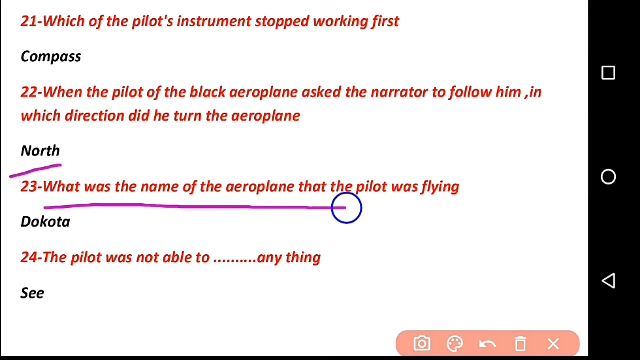 21-Which of the pilot's instrument stopped working first
Compass
22-When the pilot of the black aeroplane asked the narrator to follow him ,in
which direction did he turn the aeroplane
North
23-What was the name of the aeroplane that the pilot was flying
Dokota
24-The pilot was not able to ..........any thing
See